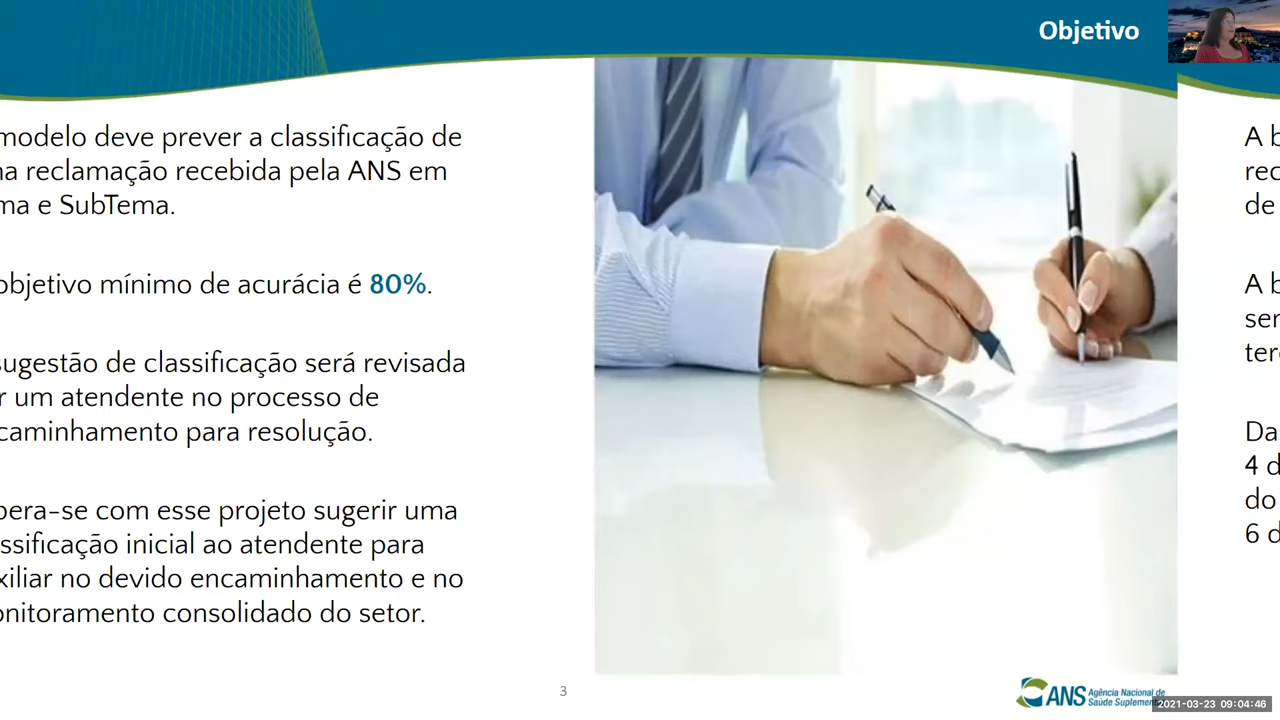 Objetivo
modelo deve prever a classificação de
reclamação recebida pela ANS em
e SubTema.
objetivo mínimo de acurácia é 80%.
sugestão de classificação será revisada
um atendente no processo de
caminhamento para resolução.
pera-se com esse projeto sugerir uma
ssificação inicial ao atendente para
xiliar no devido encaminhamento e no
onitoramento consolidado do setor.
3
A b
rec
de
A b
ser
ter
Da
4 d
do
6 d
ANS Agência Nacional de
Saúde Suplementar
2021-03-23 09:04:46